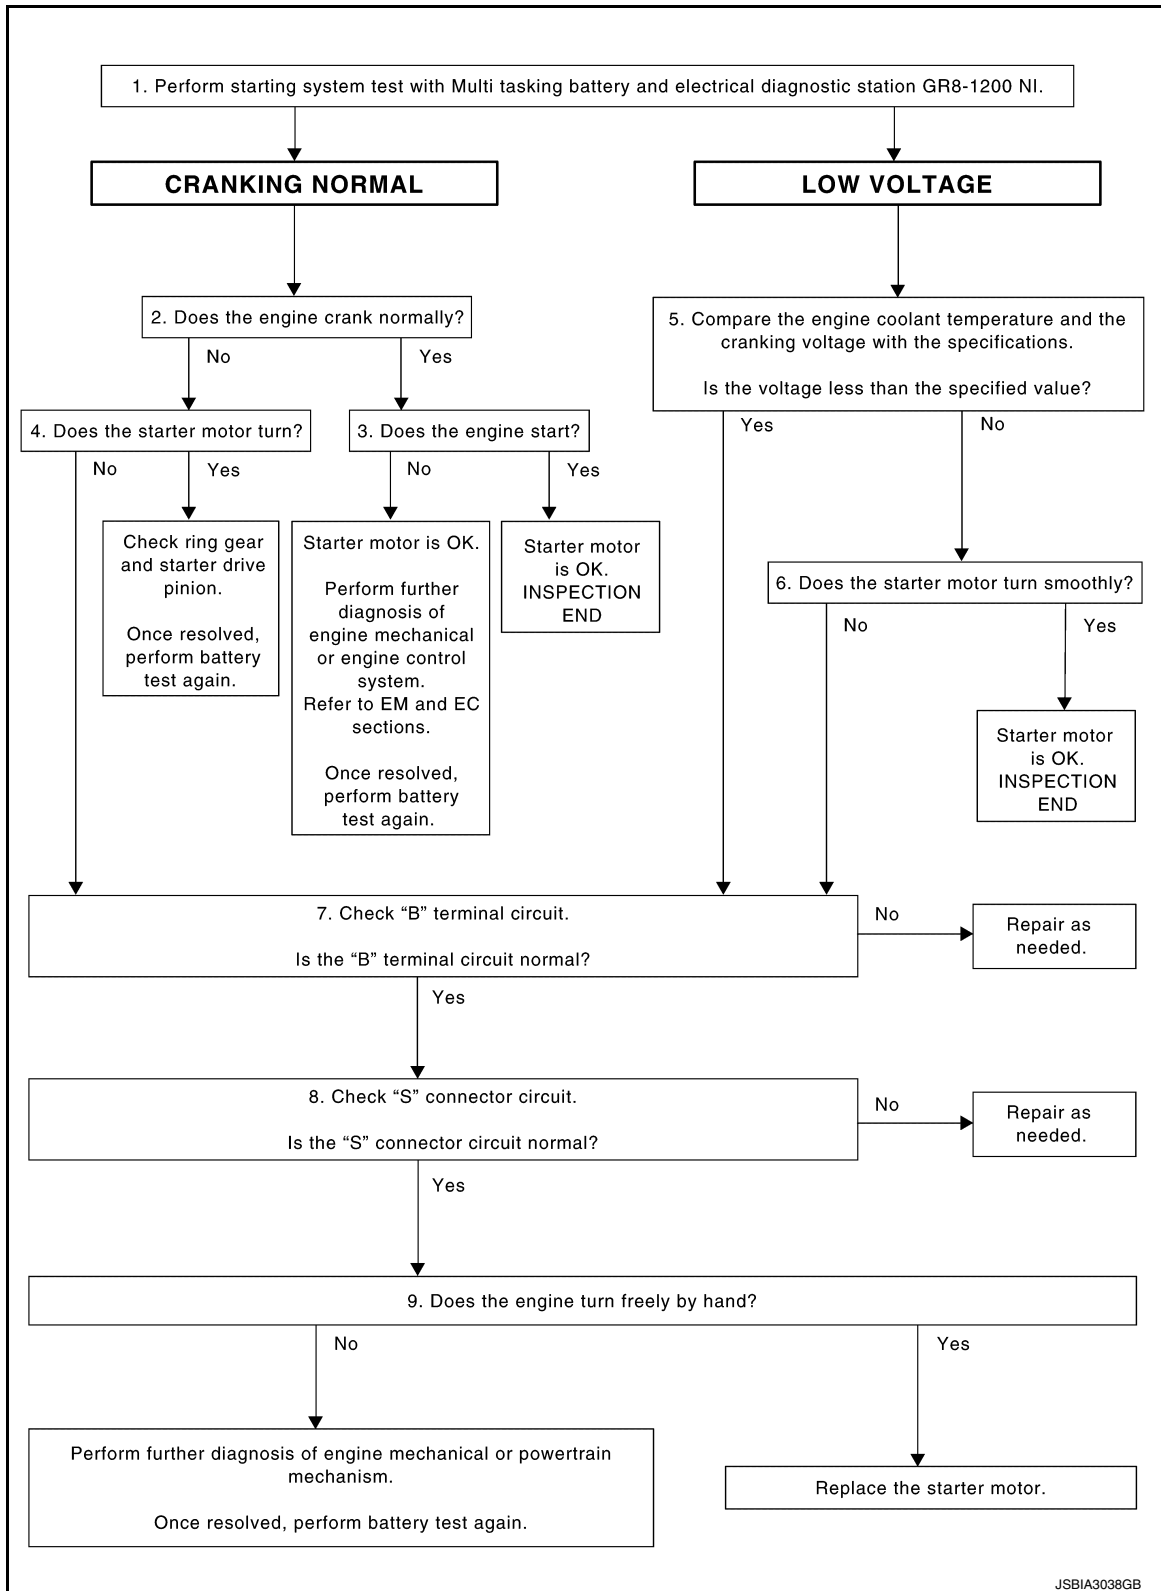 1. Perform starting system test with Multi tasking battery and electrical diagnostic station GR8-1200 NI.
CRANKING NORMAL
LOW VOLTAGE
2. Does the engine crank normally?
5. Compare the engine coolant temperature and the
cranking voltage with the specifications.
Is the voltage less than the specified value?
No
Yes
4. Does the starter motor turn?
3. Does the engine start?
Yes
No
No
Yes
No
Yes
Check ring gear
and starter drive
pinion.
Once resolved,
perform battery
test again.
Starter motor is OK.
Perform further
diagnosis of
engine mechanical
or engine control
system.
Refer to EM and EC
sections.
Once resolved,
perform battery
test again.
Starter motor
is OK.
INSPECTION
END
6. Does the starter motor turn smoothly?
No
Yes
Starter motor
is OK.
INSPECTION
END
7. Check “B” terminal circuit.
Is the “B” terminal circuit normal?
No
Repair as
needed.
Yes
8. Check “S” connector circuit.
Is the “S” connector circuit normal?
No
Repair as
needed.
Yes
9. Does the engine turn freely by hand?
No
Yes
Perform further diagnosis of engine mechanical or powertrain
mechanism.
Once resolved, perform battery test again.
Replace the starter motor.
JSBIA3038GB